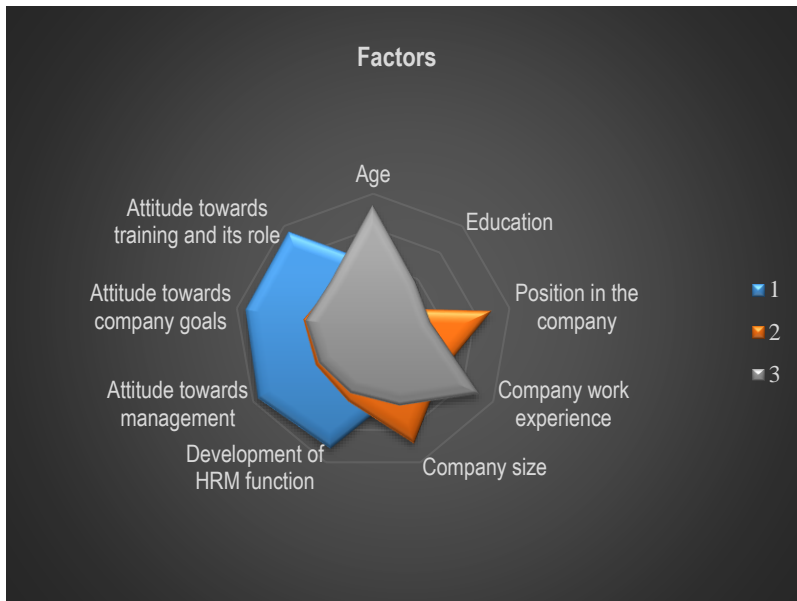 Factors
Age
Education
Position in the
company
Company work
experience
Company size
Development of
HRM function
Attitude towards
management
Attitude towards
company goals
Attitude towards
training and its role
1
2
3